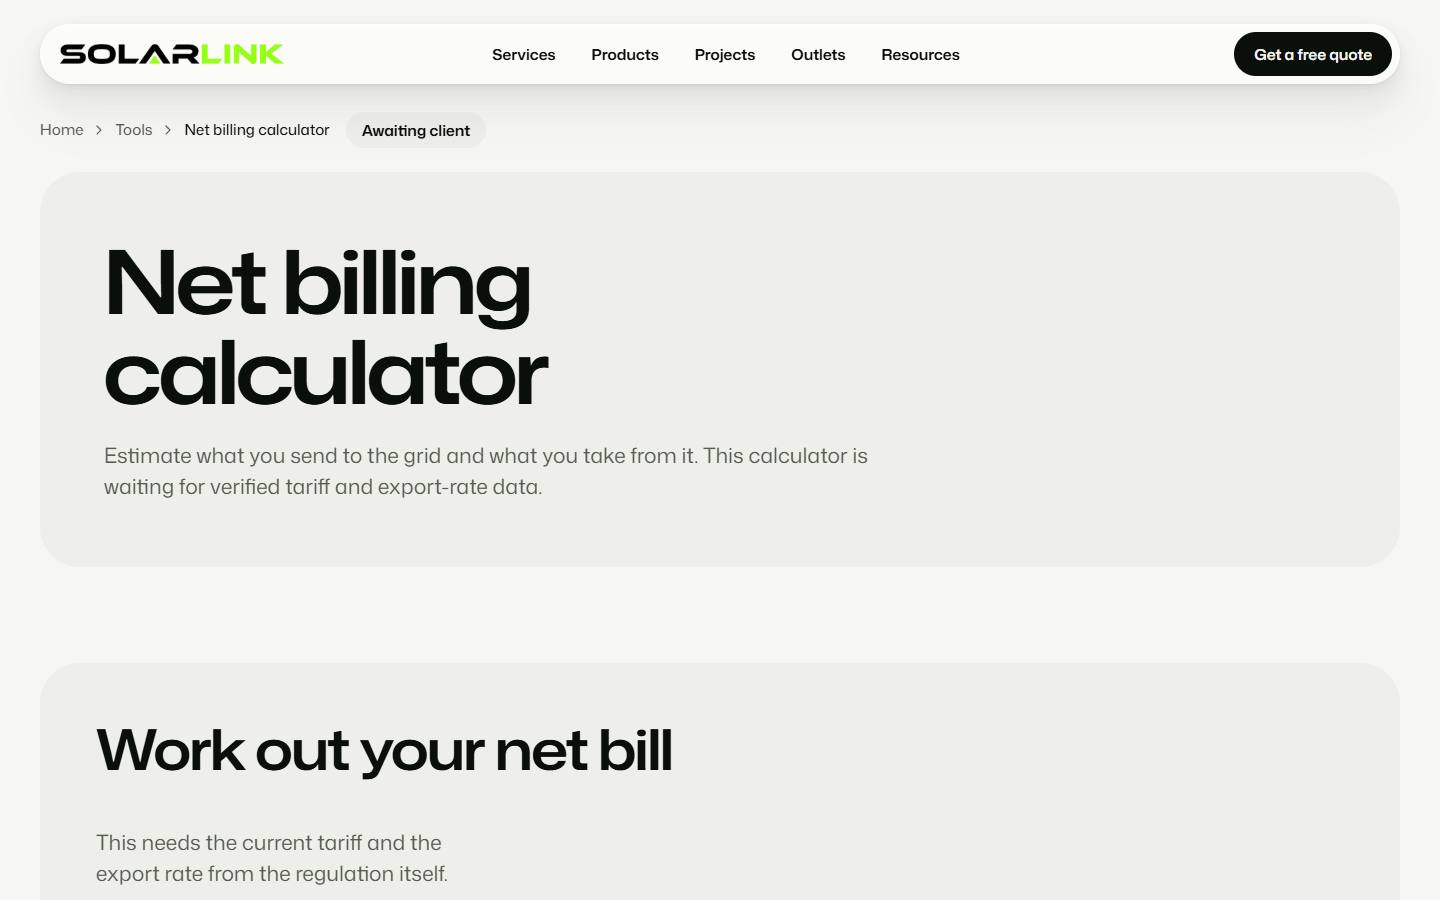 SOLARLINK
Services
Products
Projects
Outlets
Resources
Get a free quote
Home
Tools
Net billing calculator
Awaiting client
Net billing
calculator
Estimate what you send to the grid and what you take from it. This calculator is
waiting for verified tariff and export-rate data.
Work out your net bill
This needs the current tariff and the
export rate from the regulation itself.